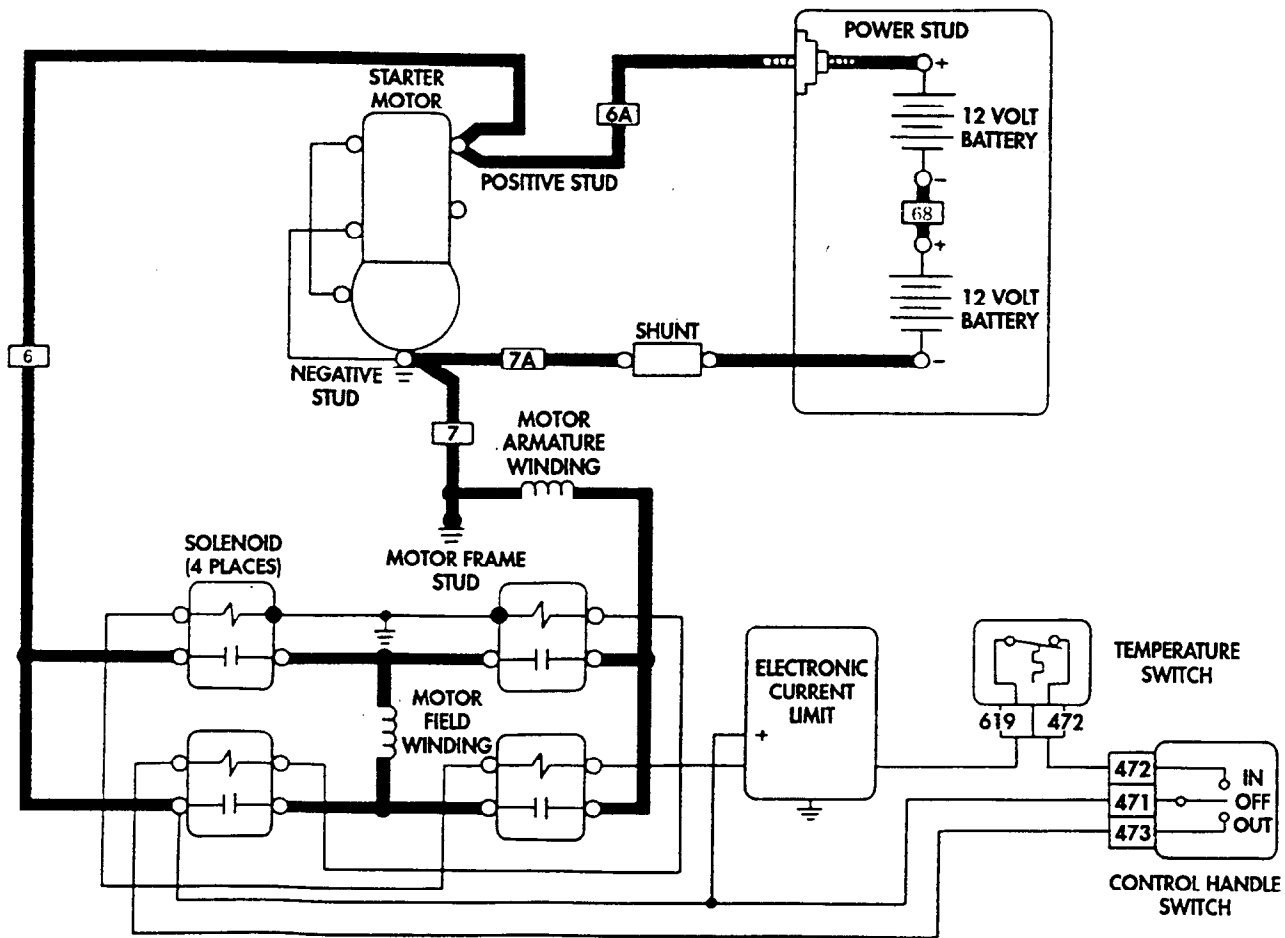 POWER STUD
STARTER
MOTOR
+
6A
12 VOLT
BATTERY
POSITIVE STUD
-
68
+
12 VOLT
BATTERY
SHUNT
6
7A
-
NEGATIVE
STUD
7
MOTOR
ARMATURE
WINDING
SOLENOID
(4 PLACES)
MOTOR FRAME
STUD
ELECTRONIC
CURRENT
LIMIT
+
TEMPERATURE
SWITCH
MOTOR
FIELD
WINDING
619 472
472
471
473
IN
OFF
OUT
CONTROL HANDLE
SWITCH